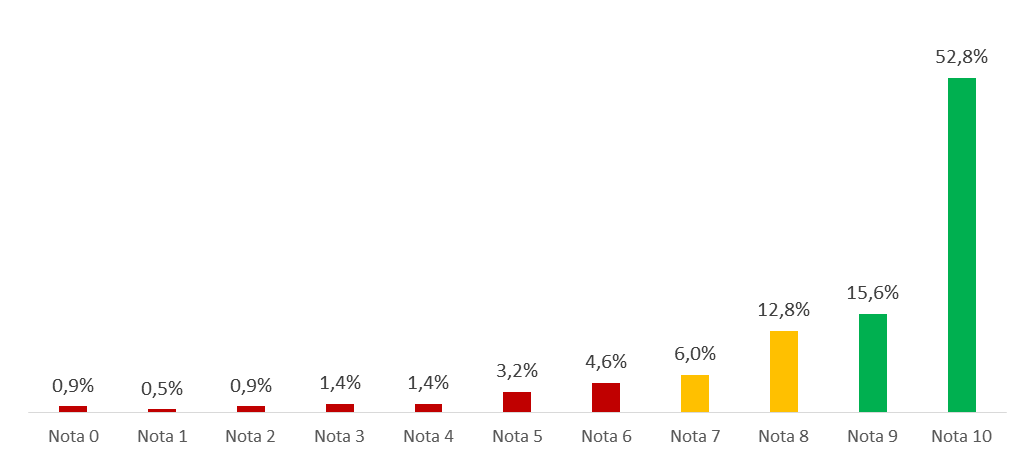 52,8%
15,6%
12,8%
6,0%
4,6%
3,2%
1,4%
1,4%
0,9%
0,5%
0,9%
Nota 0
Nota 1
Nota 2
Nota 3
Nota 4
Nota 5
Nota 6
Nota 7
Nota 8
Nota 9
Nota 10